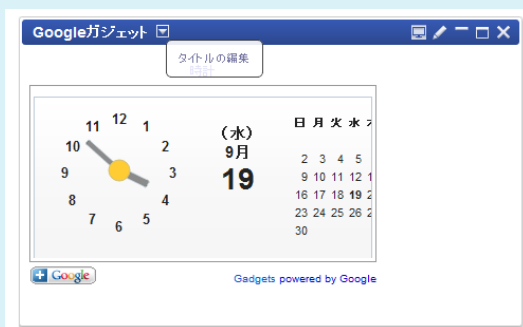 Googleガジェット
タイトルの編集
時計
12
11 1
10 2
9 3
8 4
7 5
6
(水)
9月
19
日 月 火 水
2 3 4 5
9 10 11 12 1
16 17 18 19 2
23 24 25 26 2
30
Google
Gadgets powered by Google